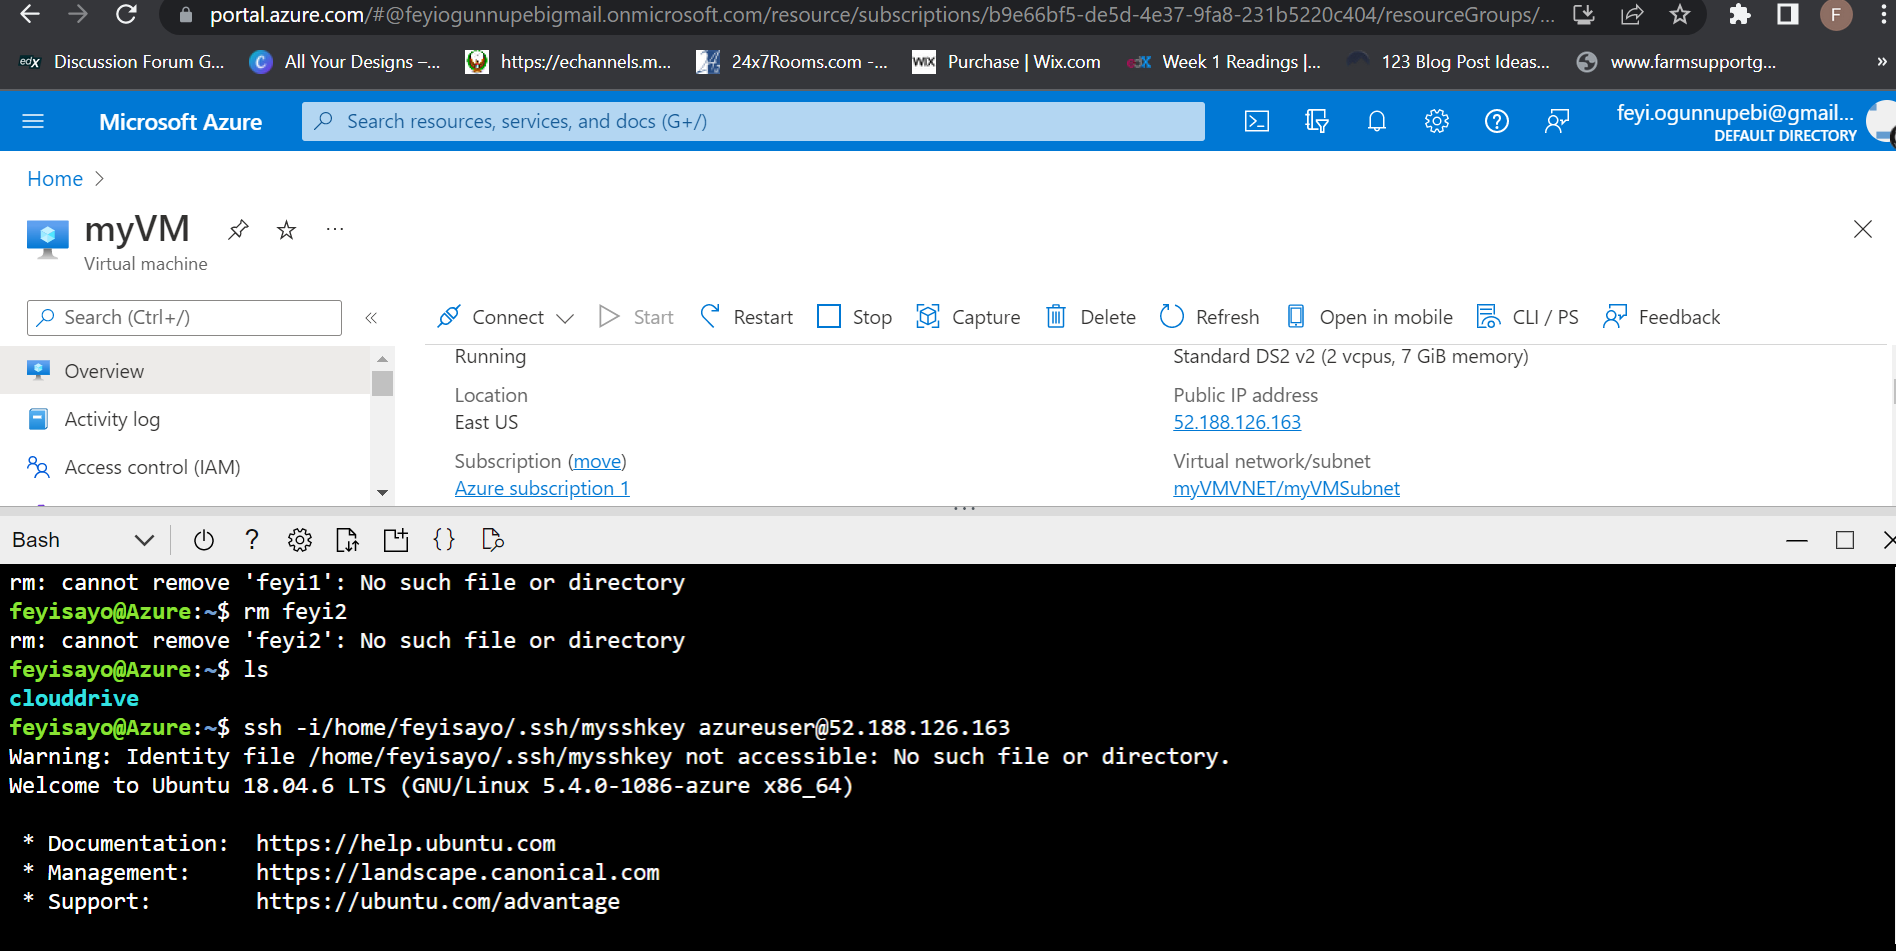 portal.azure.com/#@feyiogunnupebigmail.onmicrosoft.com/resource/subscriptions/b9e66bf5-de5d-4e37-9fa8-231b5220c404/resourceGroups/... F
edX Discussion Forum G... C All Your Designs –... https://echannels.m... 24x7Rooms.com -... WIX Purchase | Wix.com edX Week 1 Readings |... 123 Blog Post Ideas... www.farmsupportg... »
Microsoft Azure Search resources, services, and docs (G+/) feyi.ogunnupebi@gmail...
DEFAULT DIRECTORY
Home >
myVM ...
Virtual machine
Search (Ctrl+/) «
Connect Start Restart Stop Capture Delete Refresh Open in mobile CLI / PS Feedback
Overview
Activity log
Access control (IAM)
Running
Location
East US
Subscription (move)
Azure subscription 1
Standard DS2 v2 (2 vcpus, 7 GiB memory)
Public IP address
52.188.126.163
Virtual network/subnet
myVMVNET/myVMSubnet
Bash ? {}
rm: cannot remove 'feyi1': No such file or directory
feyisayo@Azure:~$ rm feyi2
rm: cannot remove 'feyi2': No such file or directory
feyisayo@Azure:~$ ls
clouddrive
feyisayo@Azure:~$ ssh -i/home/feyisayo/.ssh/mysshkey azureuser@52.188.126.163
Warning: Identity file /home/feyisayo/.ssh/mysshkey not accessible: No such file or directory.
Welcome to Ubuntu 18.04.6 LTS (GNU/Linux 5.4.0-1086-azure x86_64)
* Documentation: https://help.ubuntu.com
* Management: https://landscape.canonical.com
* Support: https://ubuntu.com/advantage